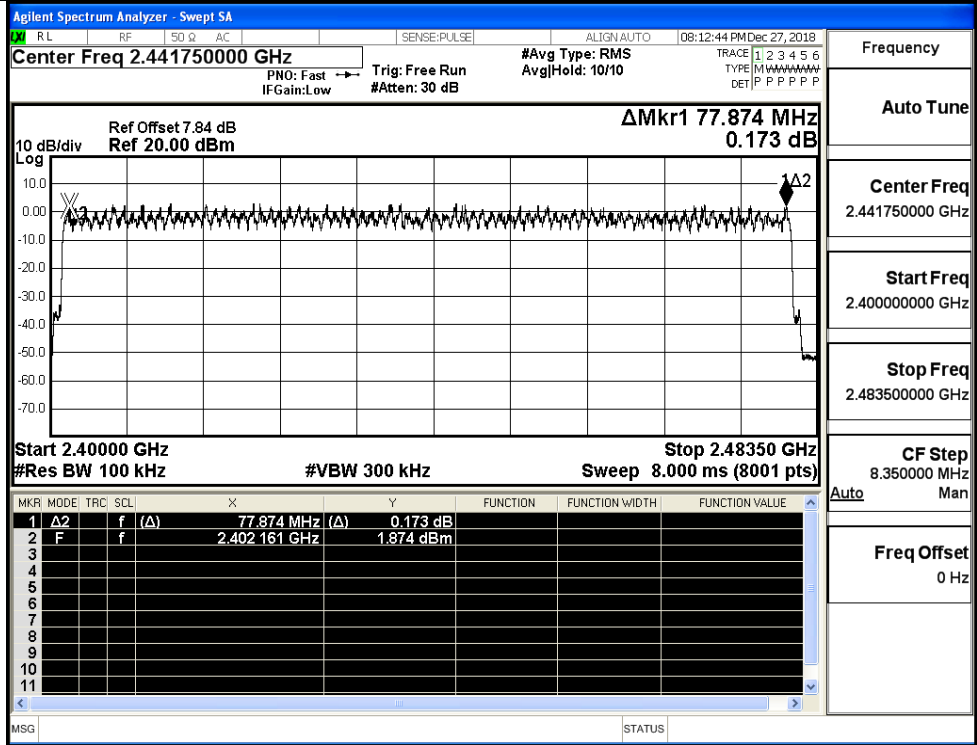 Agilent Spectrum Analyzer - Swept SA
LXI RL RF 50 Ω AC SENSE:PULSE ALIGN AUTO 08:12:44 PM Dec 27, 2018
Center Freq 2.441750000 GHz
PNO: Fast
IFGain:Low
Trig: Free Run
#Atten: 30 dB
#Avg Type: RMS
Avg|Hold: 10/10
TRACE 1 2 3 4 5 6
TYPE M WWWWW
DET P P P P P P
ΔMkr1 77.874 MHz
0.173 dB
Ref Offset 7.84 dB
10 dB/div Ref 20.00 dBm
Log
1Δ2
10.0
0.00
-10.0
-20.0
-30.0
-40.0
-50.0
-60.0
-70.0
Start 2.40000 GHz Stop 2.48350 GHz
#Res BW 100 kHz #VBW 300 kHz Sweep 8.000 ms (8001 pts)
MKR MODE TRC SCL X Y FUNCTION FUNCTION WIDTH FUNCTION VALUE
1 Δ2 f (Δ) 77.874 MHz (Δ) 0.173 dB
2 F f 2.402 161 GHz 1.874 dBm
3
4
5
6
7
8
9
10
11
MSG STATUS
Frequency
Auto Tune
Center Freq
2.441750000 GHz
Start Freq
2.400000000 GHz
Stop Freq
2.483500000 GHz
CF Step
8.350000 MHz
Auto Man
Freq Offset
0 Hz